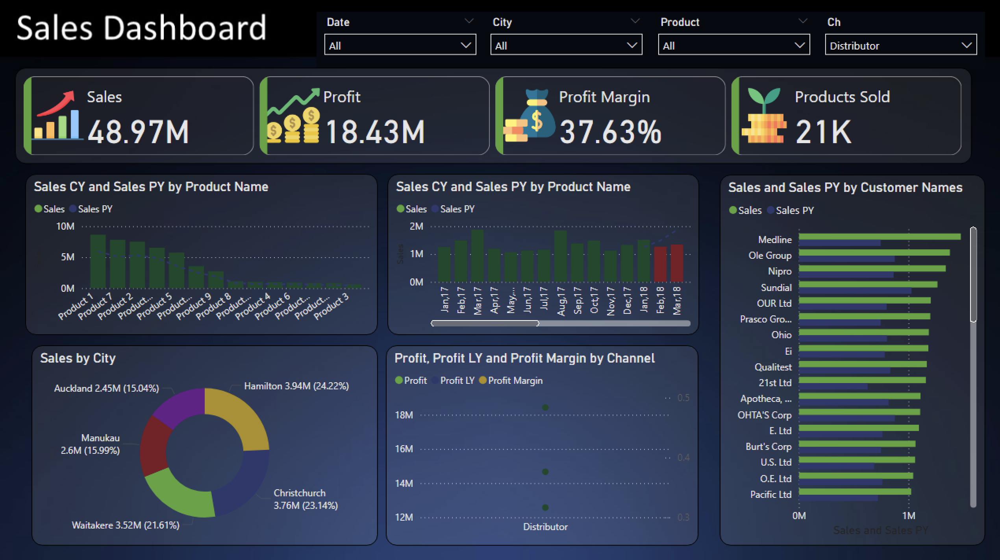 Sales Dashboard
Date
City
Product
Ch
All
All
All
Distributor
Sales
48.97M
Profit
18.43M
Profit Margin
37.63%
Products Sold
21K
Sales CY and Sales PY by Product Name
Sales
Sales PY
10M
5M
0M
Product 1
Product 7
Product 2
Product...
Product 5
Product...
Product 9
Product 8
Product...
Product 4
Product 6
Product...
Product...
Product 3
Sales CY and Sales PY by Product Name
Sales
Sales PY
Sales
2M
1M
0M
Jan,17
Feb,17
Mar,17
Apr,17
May,...
Jun,17
Jul,17
Aug,17
Sep,17
Oct,17
Nov,17
Dec,17
Jan,18
Feb,18
Mar,18
Sales and Sales PY by Customer Names
Sales
Sales PY
Medline
Ole Group
Nipro
Sundial
OUR Ltd
Prasco Gro...
Ohio
Ei
Qualitest
21st Ltd
Apotheca, ...
OHTA'S Corp
E. Ltd
Burt's Corp
U.S. Ltd
O.E. Ltd
Pacific Ltd
0M
1M
Sales and Sales PY
Sales by City
Auckland 2.45M (15.04%)
Hamilton 3.94M (24.22%)
Manukau
2.6M (15.99%)
Christchurch
3.76M (23.14%)
Waitakere 3.52M (21.61%)
Profit, Profit LY and Profit Margin by Channel
Profit
Profit LY
Profit Margin
0.5
18M
16M
0.4
14M
12M
0.3
Distributor
$
$
$
$